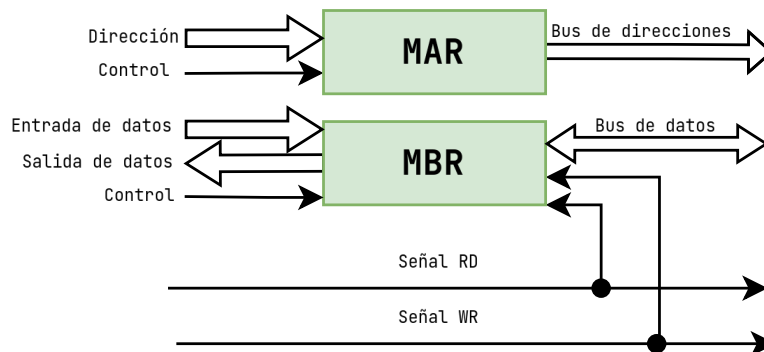 Dirección
MAR
Bus de direcciones
Control
Entrada de datos
MBR
Bus de datos
Salida de datos
Control
Señal RD
Señal WR